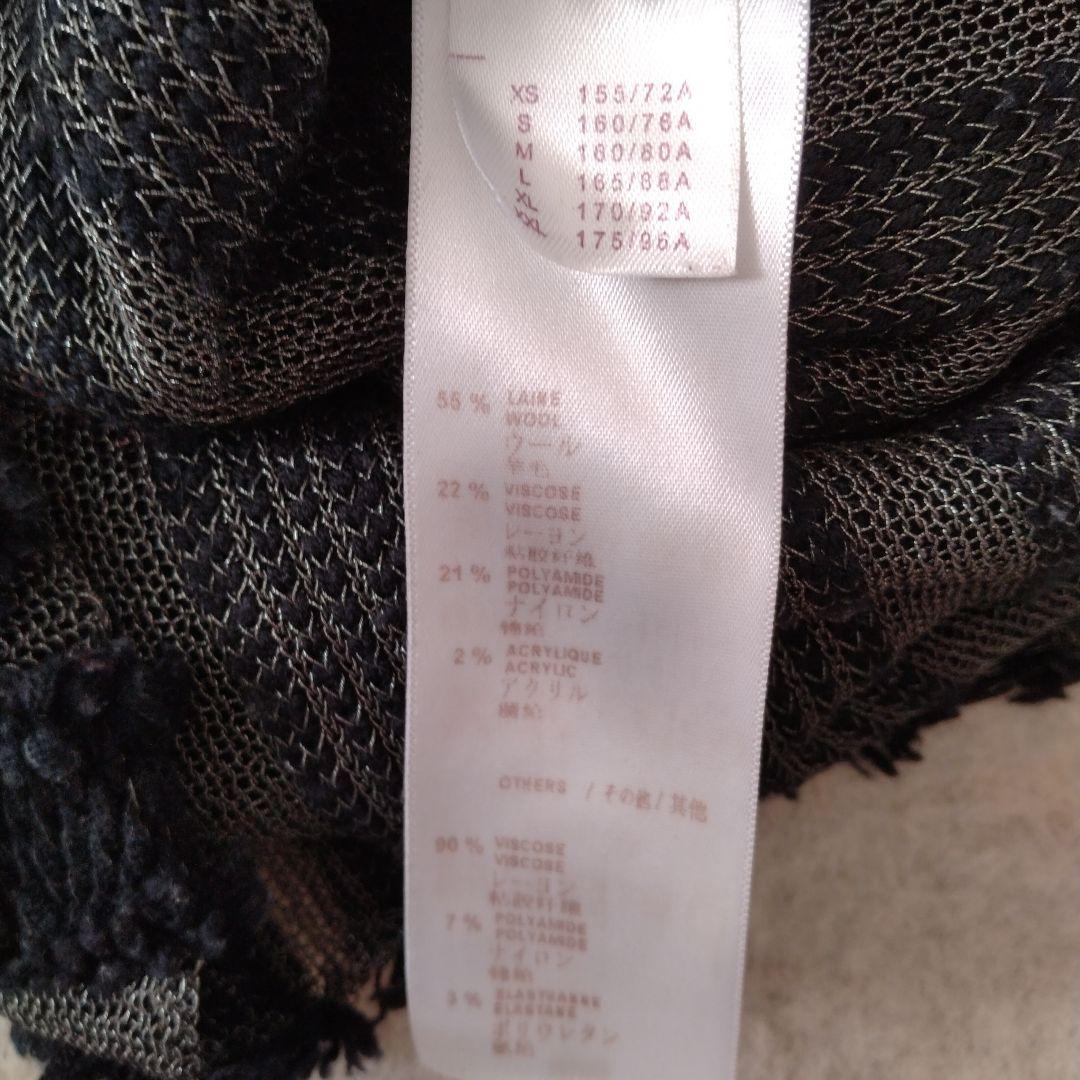 XS 155/72A
S 160/76A
M 160/80A
L 165/88A
XL 170/92A
175/96A
55 % LAINE
WOOL
ウール
羊毛
22 % VISCOSE
VISCOSE
レーヨン
粘胶纤维
21 % POLYAMIDE
POLYAMIDE
ナイロン
锦纶
2 % ACRYLIQUE
ACRYLIC
アクリル
腈纶
OTHERS / その他 / 其他
90 % VISCOSE
VISCOSE
レーヨン
粘胶纤维
7 % POLYAMIDE
POLYAMIDE
ナイロン
锦纶
3 % ELASTHANNE
ELASTANE
ポリウレタン
氨纶